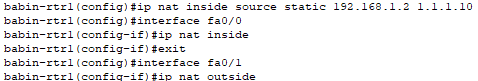 babin-rtr1(config)#ip nat inside source static 192.168.1.2 1.1.1.10
babin-rtr1(config)#interface fa0/0
babin-rtr1(config-if)#ip nat inside
babin-rtr1(config-if)#exit
babin-rtr1(config)#interface fa0/1
babin-rtr1(config-if)#ip nat outside